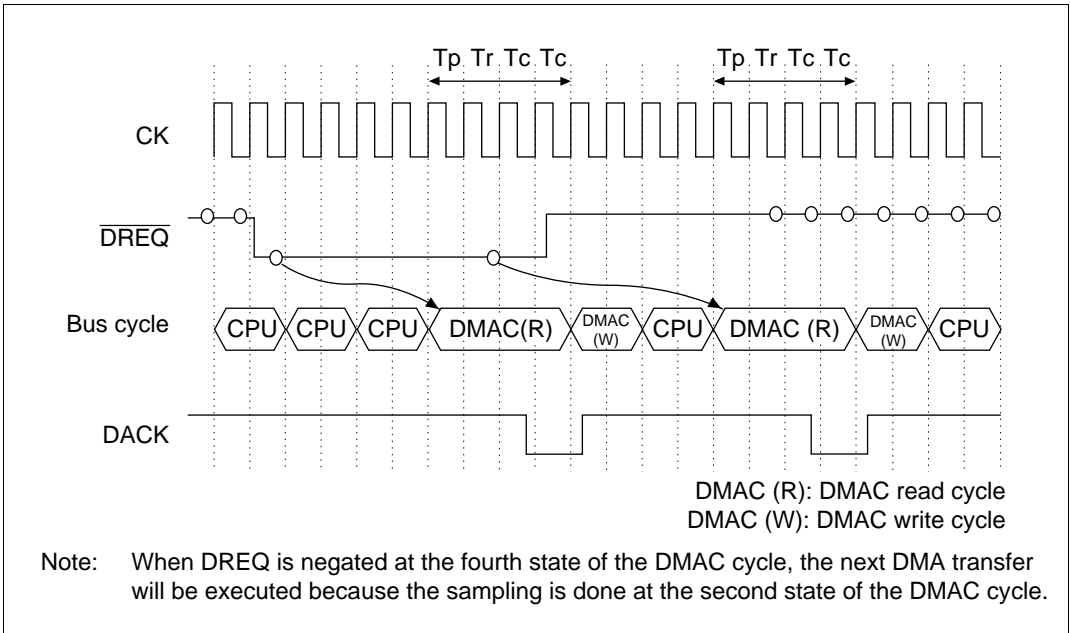 Tp Tr Tc Tc Tp Tr Tc Tc
CK
DREQ
Bus cycle CPU CPU CPU DMAC(R) DMAC (W) CPU DMAC (R) DMAC (W) CPU
DACK
DMAC (R): DMAC read cycle
DMAC (W): DMAC write cycle
Note: When DREQ is negated at the fourth state of the DMAC cycle, the next DMA transfer
will be executed because the sampling is done at the second state of the DMAC cycle.